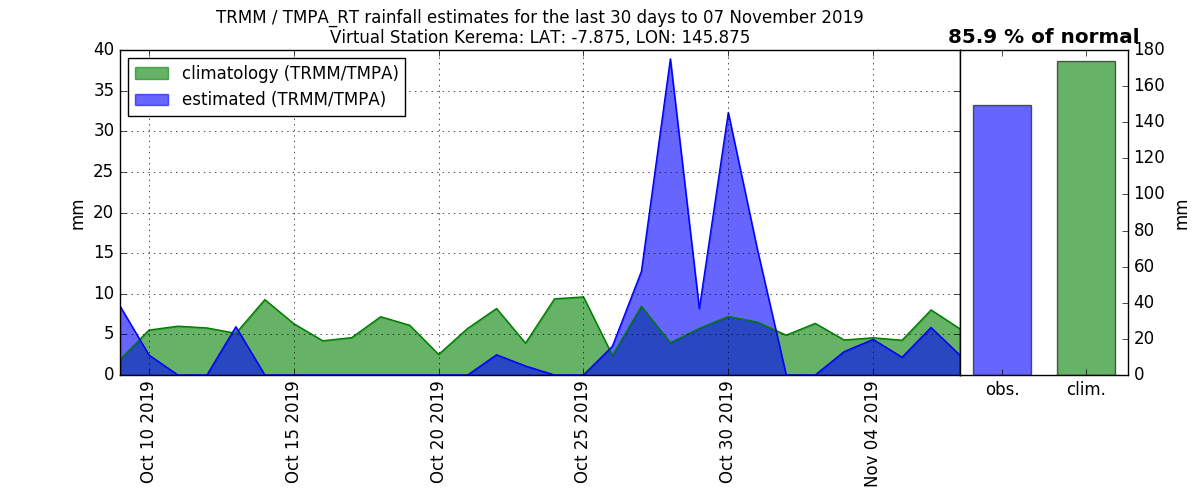 TRMM / TMPA_RT rainfall estimates for the last 30 days to 07 November 2019
Virtual Station Kerema: LAT: -7.875, LON: 145.875
85.9 % of normal
climatology (TRMM/TMPA)
estimated (TRMM/TMPA)
40
35
30
25
20
15
10
5
0
mm
Oct 10 2019
Oct 15 2019
Oct 20 2019
Oct 25 2019
Oct 30 2019
Nov 04 2019
obs.
clim.
180
160
140
120
100
80
60
40
20
0
mm